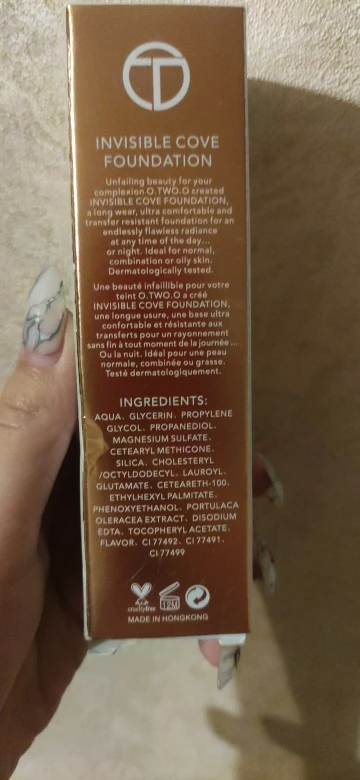 INVISIBLE COVE
FOUNDATION
Unfailing beauty for your
complexion O.TWO.O created
INVISIBLE COVE FOUNDATION,
a long wear, ultra comfortable and
transfer resistant foundation for an
endlessly flawless radiance
at any time of the day...
or night. Ideal for normal,
combination or oily skin.
Dermatologically tested.
Une beauté infaillible pour votre
teint O.TWO.O a créé
INVISIBLE COVE FOUNDATION,
une longue usure, une base ultra
confortable et résistante aux
transferts pour un rayonnement
sans fin à tout moment de la journée...
Ou la nuit. Idéal pour une peau
normale, combinée ou grasse.
Testé dermatologiquement.
INGREDIENTS:
AQUA. GLYCERIN. PROPYLENE
GLYCOL. PROPANEDIOL.
MAGNESIUM SULFATE.
CETEARYL METHICONE.
SILICA. CHOLESTERYL
/OCTYLDODECYL. LAUROYL.
GLUTAMATE. CETEARETH-100.
ETHYLHEXYL PALMITATE.
PHENOXYETHANOL. PORTULACA
OLERACEA EXTRACT. DISODIUM
EDTA. TOCOPHERYL ACETATE.
FLAVOR. CI 77492. CI 77491.
CI 77499
crueltyfree 12M
MADE IN HONGKONG